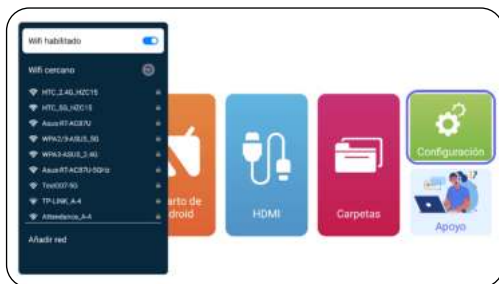 Wifi habilitado
Wifi cercano
HTC_2.4G_HZC15
HTC_5G_HZC15
Asus RT-AC87U
WPA2/3-ASUS_5G
WPA3-ASUS_2.4G
Asus RT-AC87U-5GHz
Test007-5G
TP-LINK_A-4
Attendance_A-4
Añadir red
arto de
droid
HDMI
Carpetas
Configuración
Apoyo